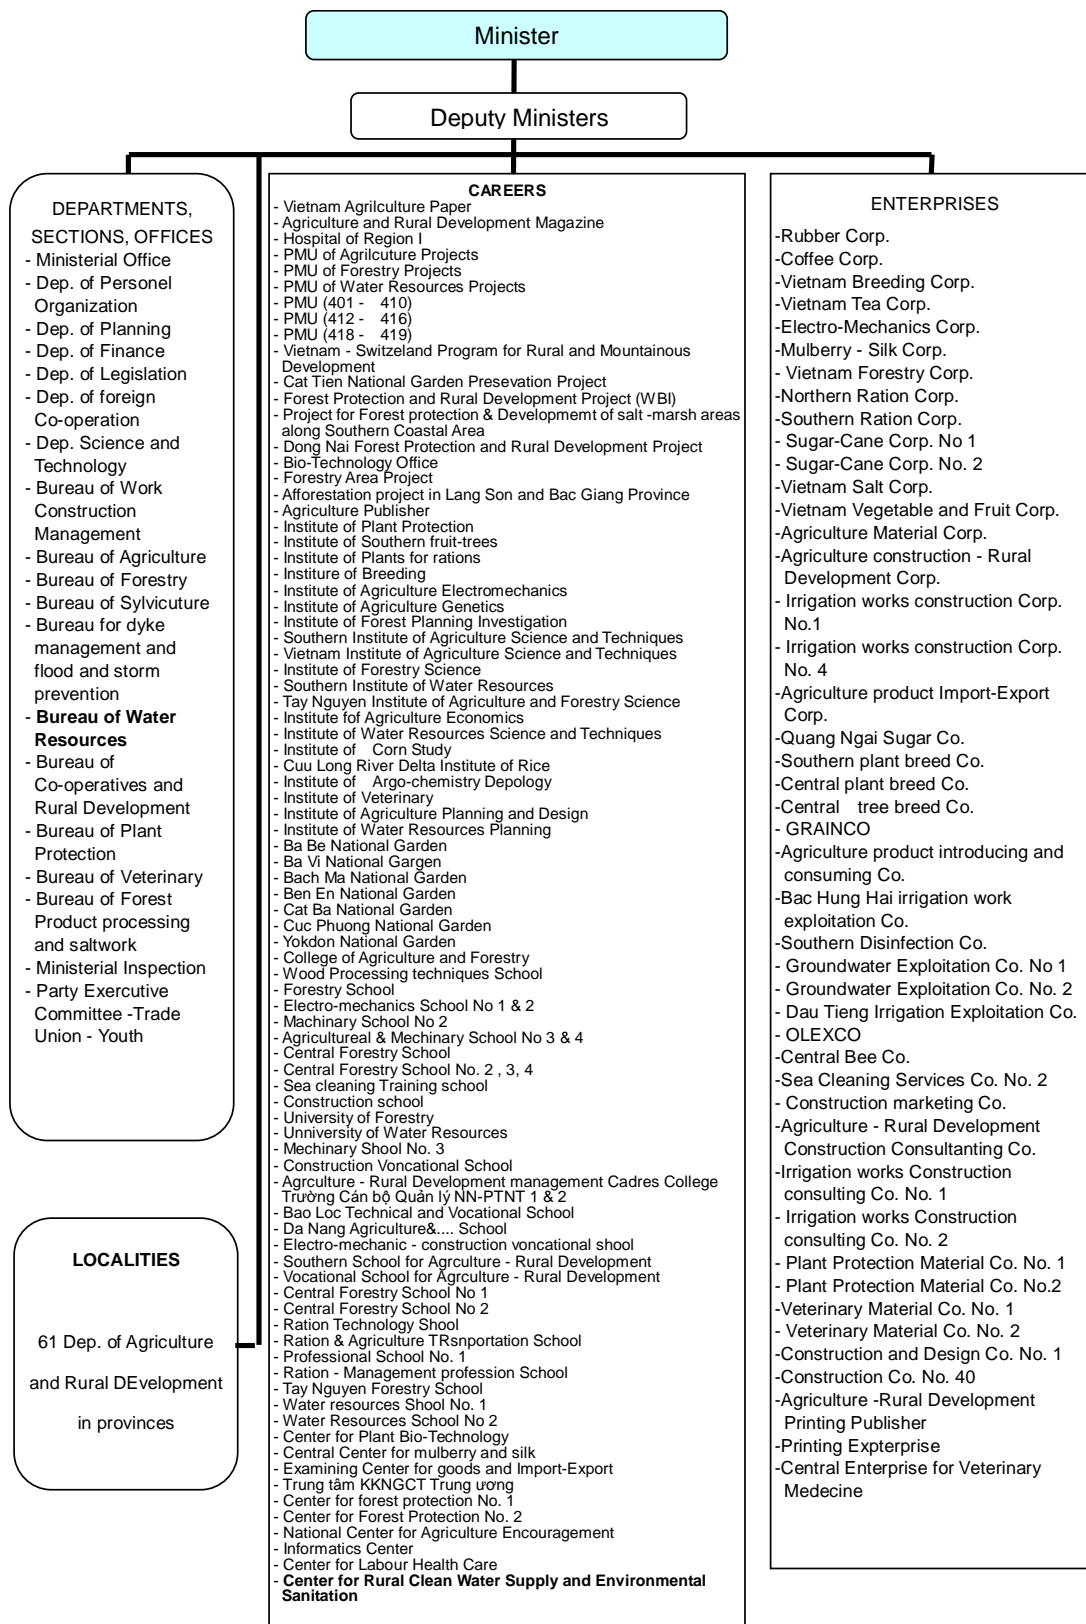 Minister
Deputy Ministers
DEPARTMENTS,
SECTIONS, OFFICES
- Ministerial Office
- Dep. of Personel
Organization
- Dep. of Planning
- Dep. of Finance
- Dep. of Legislation
- Dep. of foreign
Co-operation
- Dep. Science and
Technology
- Bureau of Work
Construction
Management
- Bureau of Agriculture
- Bureau of Forestry
- Bureau of Sylvicuture
- Bureau for dyke
management and
flood and storm
prevention
- Bureau of Water
Resources
- Bureau of
Co-operatives and
Rural Development
- Bureau of Plant
Protection
- Bureau of Veterinary
- Bureau of Forest
Product processing
and saltwork
- Ministerial Inspection
- Party Executive
Committee -Trade
Union - Youth
LOCALITIES
61 Dep. of Agriculture
and Rural DEvelopment
in provinces
CAREERS
- Vietnam Agrilculture Paper
- Agriculture and Rural Development Magazine
- Hospital of Region I
- PMU of Agrilcuture Projects
- PMU of Forestry Projects
- PMU of Water Resources Projects
- PMU (401 - 410)
- PMU (412 - 416)
- PMU (418 - 419)
- Vietnam - Switzeland Program for Rural and Mountainous
Development
- Cat Tien National Garden Presevation Project
- Forest Protection and Rural Development Project (WBI)
- Project for Forest protection & Developmemt of salt -marsh areas
along Southern Coastal Area
- Dong Nai Forest Protection and Rural Development Project
- Bio-Technology Office
- Forestry Area Project
- Afforestation project in Lang Son and Bac Giang Province
- Agriculture Publisher
- Institute of Plant Protection
- Institute of Southern fruit-trees
- Institute of Plants for rations
- Institure of Breeding
- Institute of Agriculture Electromechanics
- Institute of Agriculture Genetics
- Institute of Forest Planning Investigation
- Southern Institute of Agriculture Science and Techniques
- Vietnam Institute of Agriculture Science and Techniques
- Institute of Forestry Science
- Southern Institute of Water Resources
- Tay Nguyen Institute of Agriculture and Forestry Science
- Institute fof Agriculture Economics
- Institute of Water Resources Science and Techniques
- Institute of Corn Study
- Cuu Long River Delta Institute of Rice
- Institute of Argo-chemistry Depology
- Institute of Veterinary
- Institute of Agriculture Planning and Design
- Institute of Water Resources Planning
- Ba Be National Garden
- Ba Vi National Gargen
- Bach Ma National Garden
- Ben En National Garden
- Cat Ba National Garden
- Cuc Phuong National Garden
- Yokdon National Garden
- College of Agriculture and Forestry
- Wood Processing techniques School
- Forestry School
- Electro-mechanics School No 1 & 2
- Machinary School No 2
- Agricultureal & Mechinary School No 3 & 4
- Central Forestry School
- Central Forestry School No. 2 , 3, 4
- Sea cleaning Training school
- Construction school
- University of Forestry
- Unniversity of Water Resources
- Mechinary Shool No. 3
- Construction Voncational School
- Agrculture - Rural Development management Cadres College
Trường Cán bộ Quản lý NN-PTNT 1 & 2
- Bao Loc Technical and Vocational School
- Da Nang Agriculture&.... School
- Electro-mechanic - construction voncational shool
- Southern School for Agrculture - Rural Development
- Vocational School for Agrculture - Rural Development
- Central Forestry School No 1
- Central Forestry School No 2
- Ration Technology Shool
- Ration & Agriculture TRsnportation School
- Professional School No. 1
- Ration - Management profession School
- Tay Nguyen Forestry School
- Water resources Shool No. 1
- Water Resources School No 2
- Center for Plant Bio-Technology
- Central Center for mulberry and silk
- Examining Center for goods and Import-Export
- Trung tâm KKNGCT Trung ương
- Center for forest protection No. 1
- Center for Forest Protection No. 2
- National Center for Agriculture Encouragement
- Informatics Center
- Center for Labour Health Care
- Center for Rural Clean Water Supply and Environmental
Sanitation
ENTERPRISES
-Rubber Corp.
-Coffee Corp.
-Vietnam Breeding Corp.
-Vietnam Tea Corp.
-Electro-Mechanics Corp.
-Mulberry - Silk Corp.
- Vietnam Forestry Corp.
-Northern Ration Corp.
-Southern Ration Corp.
- Sugar-Cane Corp. No 1
- Sugar-Cane Corp. No. 2
-Vietnam Salt Corp.
-Vietnam Vegetable and Fruit Corp.
-Agriculture Material Corp.
-Agriculture construction - Rural
Development Corp.
- Irrigation works construction Corp.
No.1
- Irrigation works construction Corp.
No. 4
-Agriculture product Import-Export
Corp.
-Quang Ngai Sugar Co.
-Southern plant breed Co.
-Central plant breed Co.
-Central tree breed Co.
- GRAINCO
-Agriculture product introducing and
consuming Co.
-Bac Hung Hai irrigation work
exploitation Co.
-Southern Disinfection Co.
- Groundwater Exploitation Co. No 1
- Groundwater Exploitation Co. No. 2
- Dau Tieng Irrigation Exploitation Co.
- OLEXCO
-Central Bee Co.
-Sea Cleaning Services Co. No. 2
- Construction marketing Co.
-Agriculture - Rural Development
Construction Consultanting Co.
-Irrigation works Construction
consulting Co. No. 1
- Irrigation works Construction
consulting Co. No. 2
- Plant Protection Material Co. No. 1
- Plant Protection Material Co. No.2
-Veterinary Material Co. No. 1
- Veterinary Material Co. No. 2
-Construction and Design Co. No. 1
-Construction Co. No. 40
-Agriculture -Rural Development
Printing Publisher
-Printing Expterprise
-Central Enterprise for Veterinary
Medecine